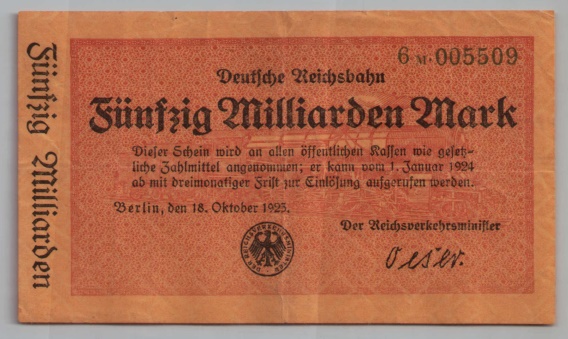 6 M·005509
Deutsche Reichsbahn
Fünfzig Milliarden Mark
Dieser Schein wird an allen öffentlichen Kassen wie gesetz-
liche Zahlmittel angenommen; er kann vom 1. Januar 1924
ab mit dreimonatiger Frist zur Einlösung aufgerufen werden.
Berlin, den 18. Oktober 1923.
Der Reichsverkehrsminister
Oeser.
DER REICHSVERKEHRSMINISTER
Fünfzig Milliarden